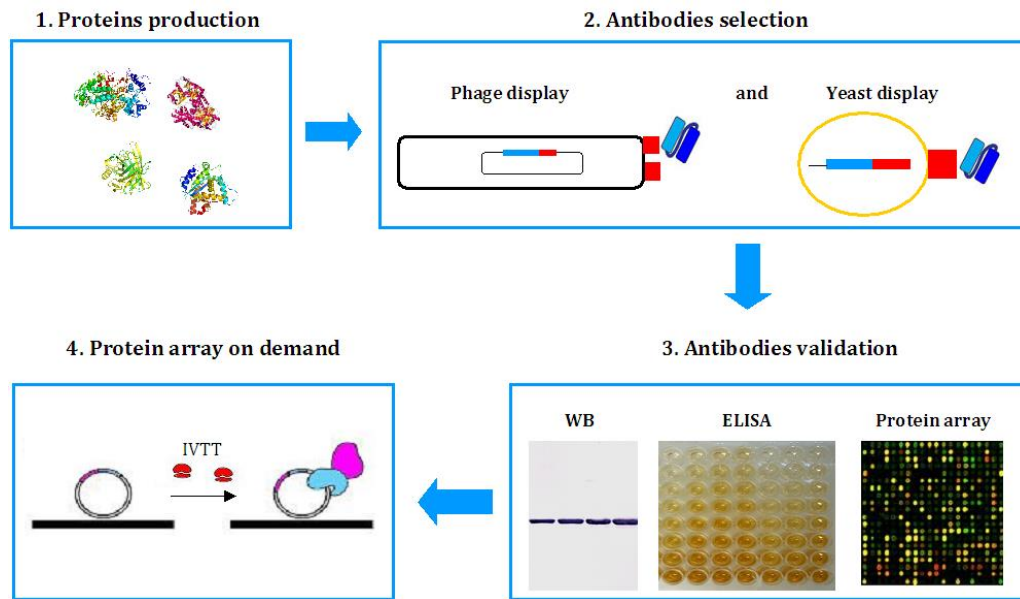 1. Proteins production
2. Antibodies selection
Phage display
and
Yeast display
3. Antibodies validation
WB
ELISA
Protein array
4. Protein array on demand
IVTT